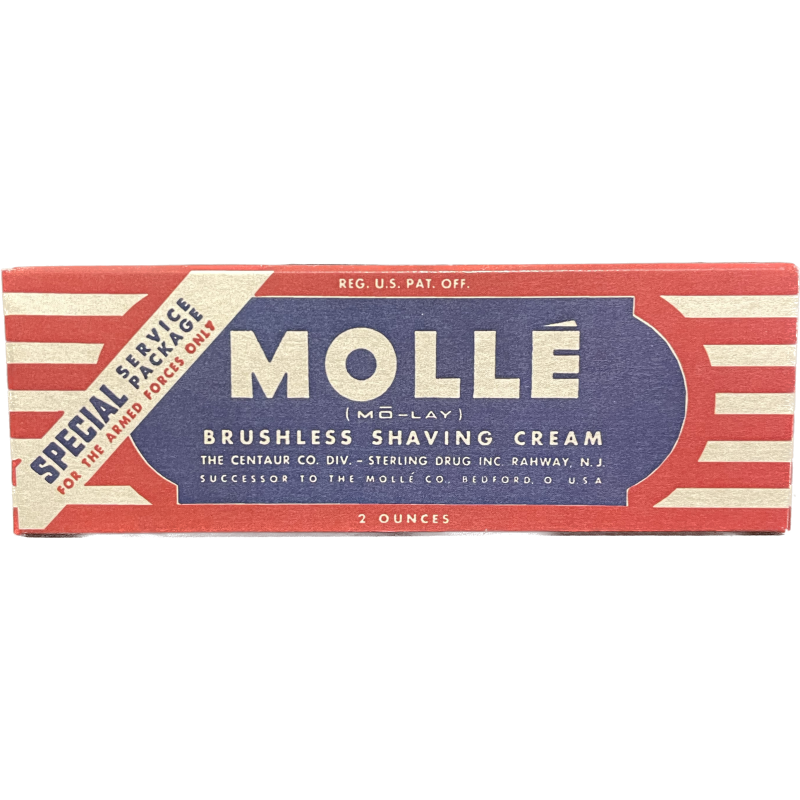 SPECIAL SERVICE
PACKAGE
FOR THE ARMED FORCES ONLY
REG. U.S. PAT. OFF.
MOLLÉ
(MŌ-LAY)
BRUSHLESS SHAVING CREAM
THE CENTAUR CO. DIV. – STERLING DRUG INC. RAHWAY, N. J.
SUCCESSOR TO THE MOLLÉ CO., BEDFORD, O. U.S.A.
2 OUNCES